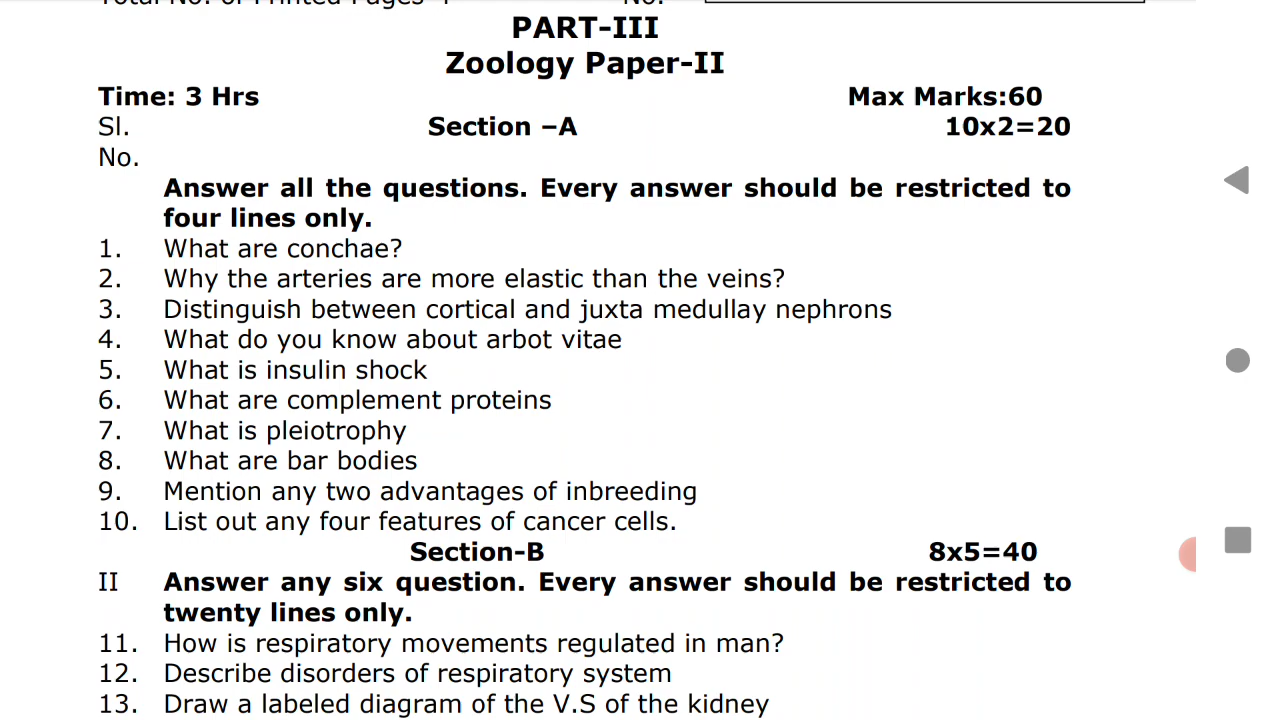 Total No. of Printed Pages-4 No.
PART-III
Zoology Paper-II
Time: 3 Hrs Max Marks:60
Sl. Section –A 10x2=20
No.
Answer all the questions. Every answer should be restricted to
four lines only.
1. What are conchae?
2. Why the arteries are more elastic than the veins?
3. Distinguish between cortical and juxta medullay nephrons
4. What do you know about arbot vitae
5. What is insulin shock
6. What are complement proteins
7. What is pleiotrophy
8. What are bar bodies
9. Mention any two advantages of inbreeding
10. List out any four features of cancer cells.
Section-B 8x5=40
II Answer any six question. Every answer should be restricted to
twenty lines only.
11. How is respiratory movements regulated in man?
12. Describe disorders of respiratory system
13. Draw a labeled diagram of the V.S of the kidney